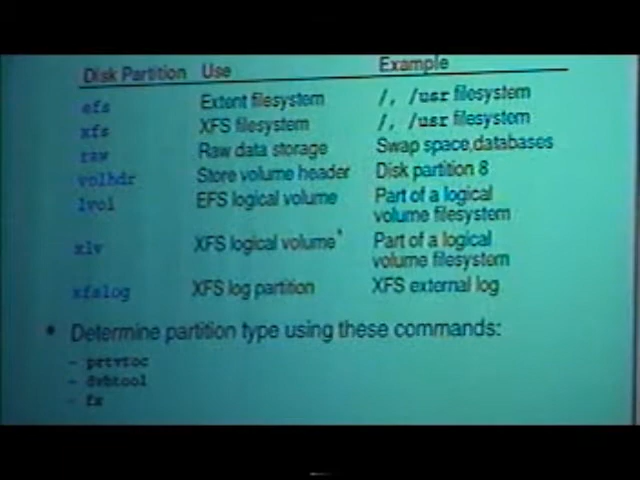 Disk Partition Use Example
efs Extent filesystem /, /usr filesystem
xfs XFS filesystem /, /usr filesystem
raw Raw data storage Swap space,databases
volhdr Store volume header Disk partition 8
lvol EFS logical volume Part of a logical
volume filesystem
xlv XFS logical volume* Part of a logical
volume filesystem
xfslog XFS log partition XFS external log
• Determine partition type using these commands:
- prtvtoc
- dvhtool
- fx